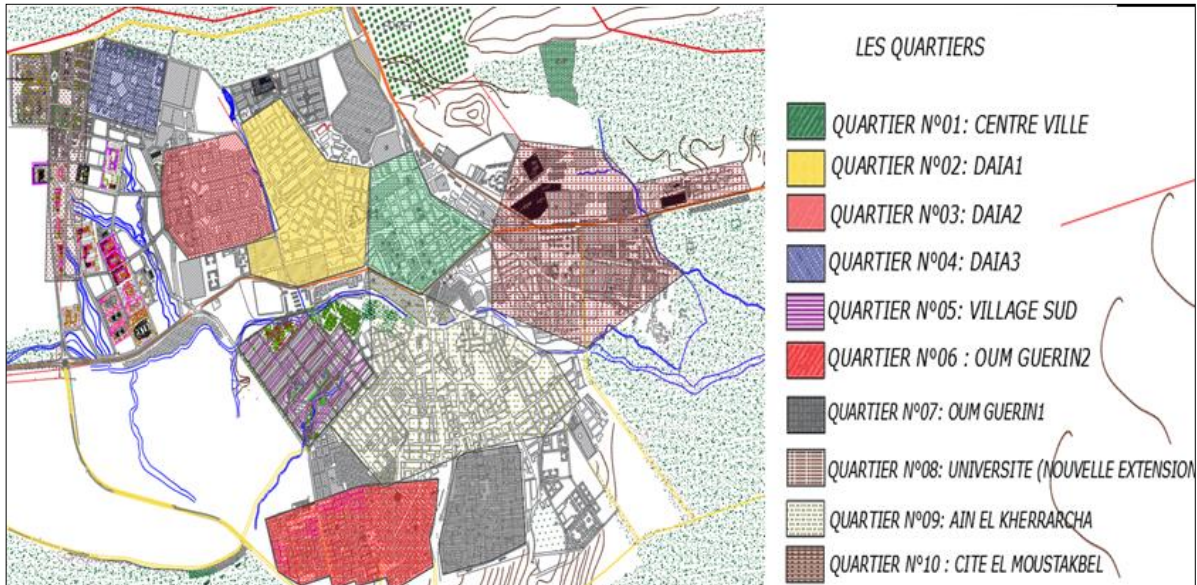 LES QUARTIERS
QUARTIER N°01: CENTRE VILLE
QUARTIER N°02: DAIA1
QUARTIER N°03: DAIA2
QUARTIER N°04: DAIA3
QUARTIER N°05: VILLAGE SUD
QUARTIER N°06 : OUM GUERIN2
QUARTIER N°07: OUM GUERIN1
QUARTIER N°08: UNIVERSITE (NOUVELLE EXTENSION
QUARTIER N°09: AIN EL KHERRARCHA
QUARTIER N°10 : CITE EL MOUSTAKBEL